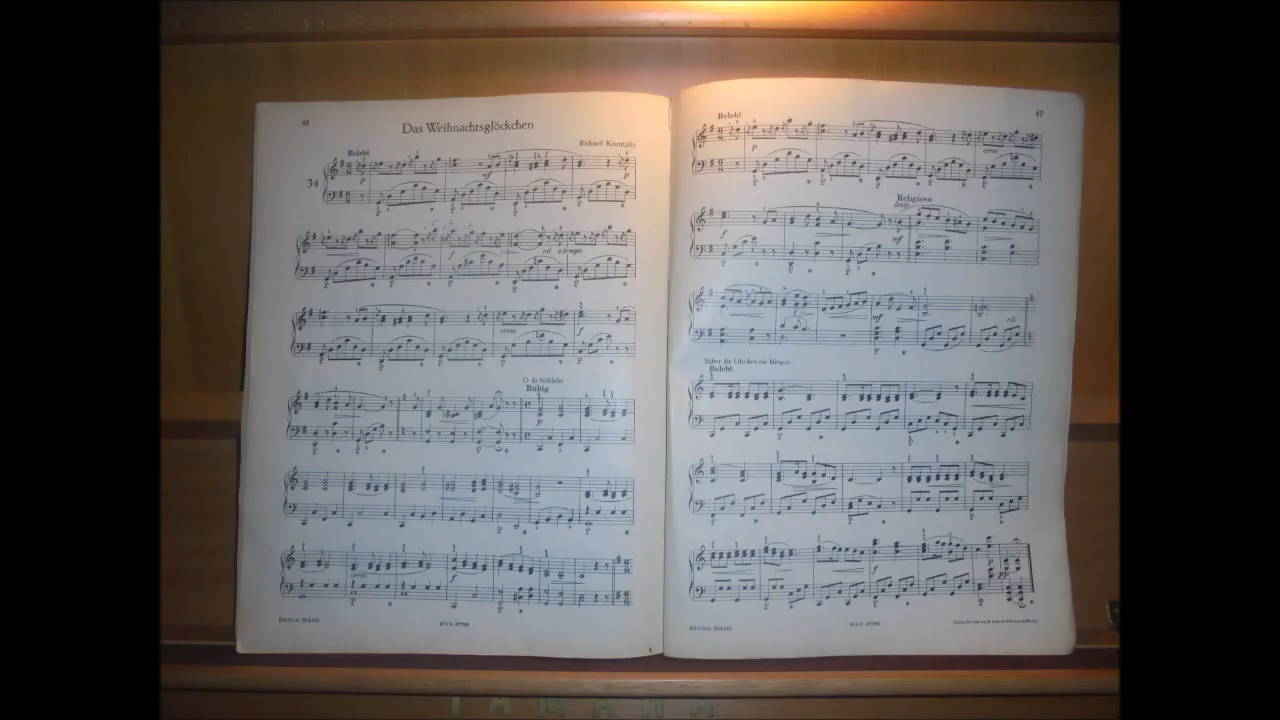 46
Das Weihnachtsglöckchen
Richard Krentzlin
Belebt
34
p
mf
p
f
rit.
a tempo
cresc.
f
O du fröhliche
Ruhig
p
cresc.
f
Edition Schott
47
Belebt
p
cresc.
Religioso
f
mf
mf
rit.
Süßer die Glocken nie klingen
Belebt
f
p
pp
Edition Schott